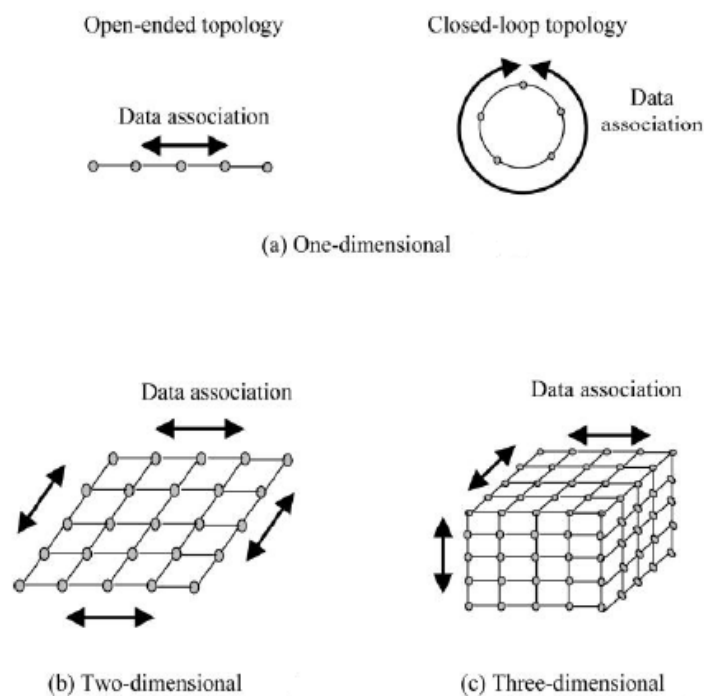 Open-ended topology
Closed-loop topology
Data association
Data
association
(a) One-dimensional
Data association
Data association
(b) Two-dimensional
(c) Three-dimensional